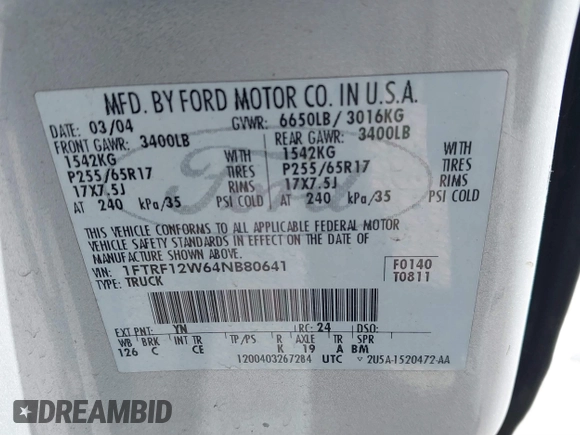 MFD. BY FORD MOTOR CO. IN U.S.A.
DATE: 03/04 GVWR: 6650LB/ 3016KG
FRONT GAWR: 3400LB REAR GAWR: 3400LB
1542KG WITH 1542KG WITH
P255/65R17 TIRES P255/65R17 TIRES
17X7.5J RIMS 17X7.5J RIMS
AT 240 kPa/35 PSI COLD AT 240 kPa/35 PSI COLD
Ford
THIS VEHICLE CONFORMS TO ALL APPLICABLE FEDERAL MOTOR
VEHICLE SAFETY STANDARDS IN EFFECT ON THE DATE OF
MANUFACTURE SHOWN ABOVE.
VIN: 1FTRF12W64NB80641 F0140
TYPE: TRUCK T0811
EXT PNT: YN RC: 24 DSO:
WB BRK INT TR TP/PS R AXLE TR SPR
126 C CE K 19 A BM
1200403267284 UTC 2U5A-1520472-AA
DREAMBID